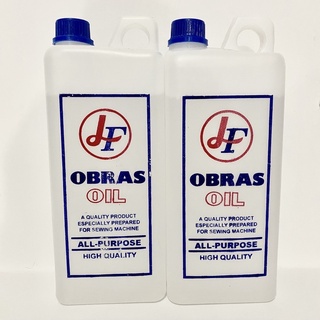 JF
OBRAS
OIL
A QUALITY PRODUCT
ESPECIALLY PREPARED
FOR SEWING MACHINE
ALL-PURPOSE
HIGH QUALITY
JF
OBRAS
OIL
A QUALITY PRODUCT
ESPECIALLY PREPARED
FOR SEWING MACHINE
ALL-PURPOSE
HIGH QUALITY